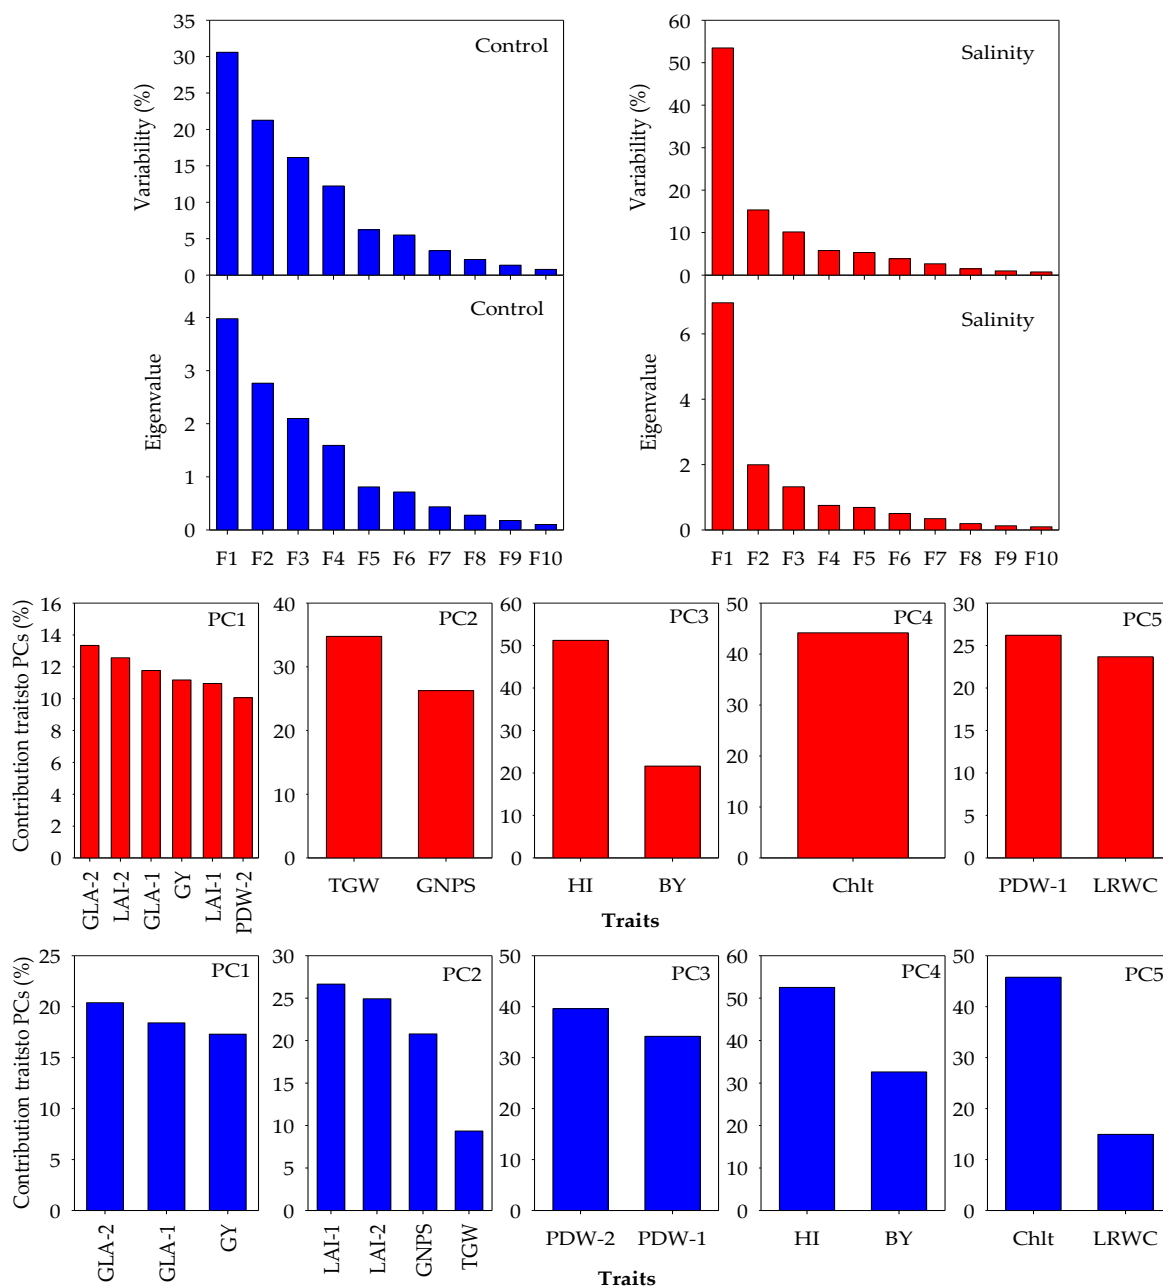 35
30
25
20
15
10
5
0
Variability (%)
Control
60
50
40
30
20
10
0
Variability (%)
Salinity
4
3
2
1
0
Eigenvalue
Control
F1 F2 F3 F4 F5 F6 F7 F8 F9 F10
6
4
2
0
Eigenvalue
Salinity
F1 F2 F3 F4 F5 F6 F7 F8 F9 F10
Contribution traitsto PCs (%)
16
14
12
10
8
6
4
2
0
PC1
GLA-2 LAI-2 GLA-1 GY LAI-1 PDW-2
40
30
20
10
0
PC2
TGW GNPS
60
50
40
30
20
10
0
PC3
HI BY
50
40
30
20
10
0
PC4
Chlt
30
25
20
15
10
5
0
PC5
PDW-1 LRWC
Traits
Contribution traitsto PCs (%)
25
20
15
10
5
0
PC1
GLA-2 GLA-1 GY
30
25
20
15
10
5
0
PC2
LAI-1 LAI-2 GNPS TGW
50
40
30
20
10
0
PC3
PDW-2 PDW-1
60
50
40
30
20
10
0
PC4
HI BY
50
40
30
20
10
0
PC5
Chlt LRWC
Traits